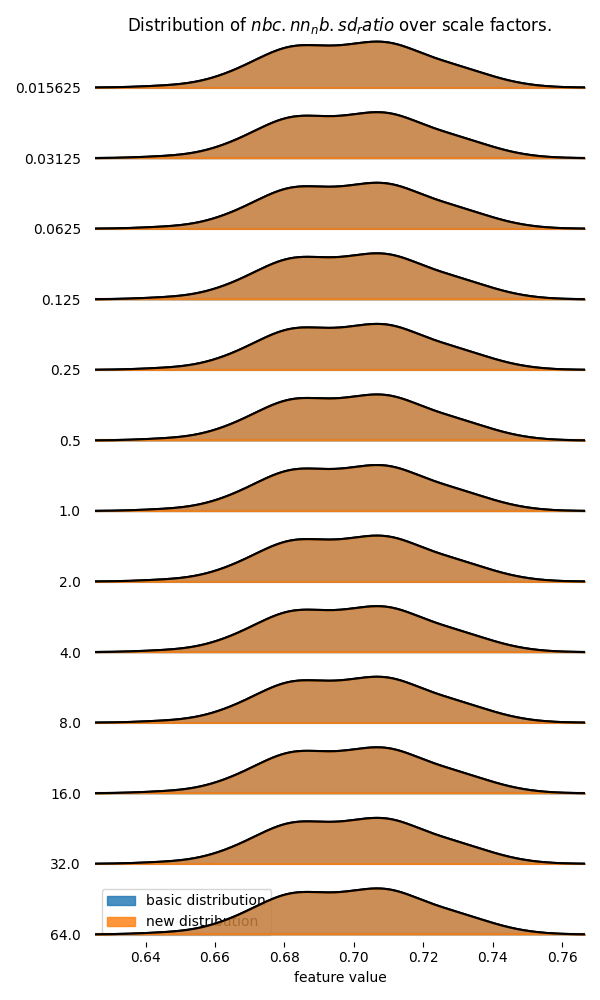 Distribution of nbc.nnₙb.sdᵣatio over scale factors.
0.015625
0.03125
0.0625
0.125
0.25
0.5
1.0
2.0
4.0
8.0
16.0
32.0
basic distribution
new distribution
64.0
0.64 0.66 0.68 0.70 0.72 0.74 0.76
feature value